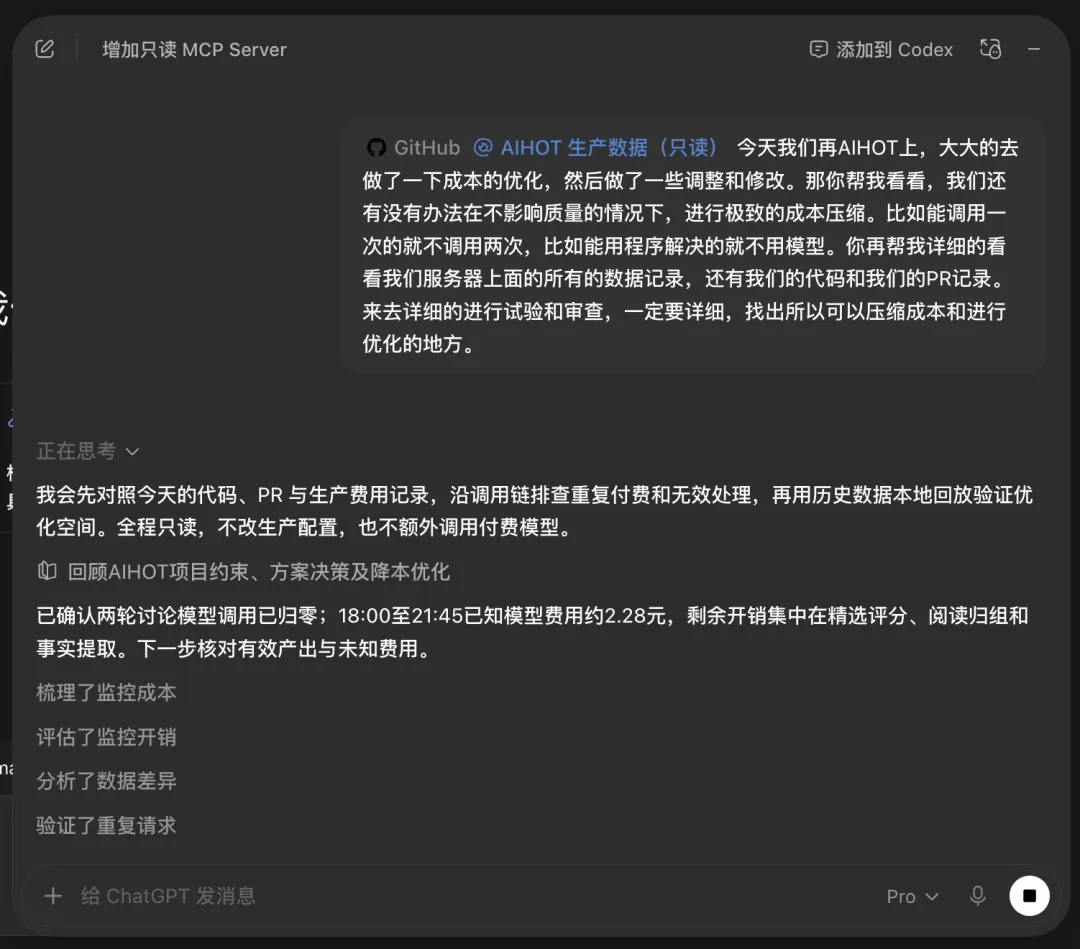 增加只读 MCP Server
添加到 Codex
GitHub AIHOT 生产数据（只读） 今天我们再AIHOT上，大大的去
做了一下成本的优化，然后做了一些调整和修改。那你帮我看看，我们还
有没有办法在不影响质量的情况下，进行极致的成本压缩。比如能调用一
次的就不调用两次，比如能用程序解决的就不用模型。你再帮我详细的看
看我们服务器上面的所有的数据记录，还有我们的代码和我们的PR记录。
来去详细的进行试验和审查，一定要详细，找出所以可以压缩成本和进行
优化的地方。
正在思考
我会先对照今天的代码、PR 与生产费用记录，沿调用链排查重复付费和无效处理，再用历史数据本地回放验证优
化空间。全程只读，不改生产配置，也不额外调用付费模型。
回顾AIHOT项目约束、方案决策及降本优化
已确认两轮讨论模型调用已归零；18:00至21:45已知模型费用约2.28元，剩余开销集中在精选评分、阅读归组和
事实提取。下一步核对有效产出与未知费用。
梳理了监控成本
评估了监控开销
分析了数据差异
验证了重复请求
给 ChatGPT 发消息
Pro